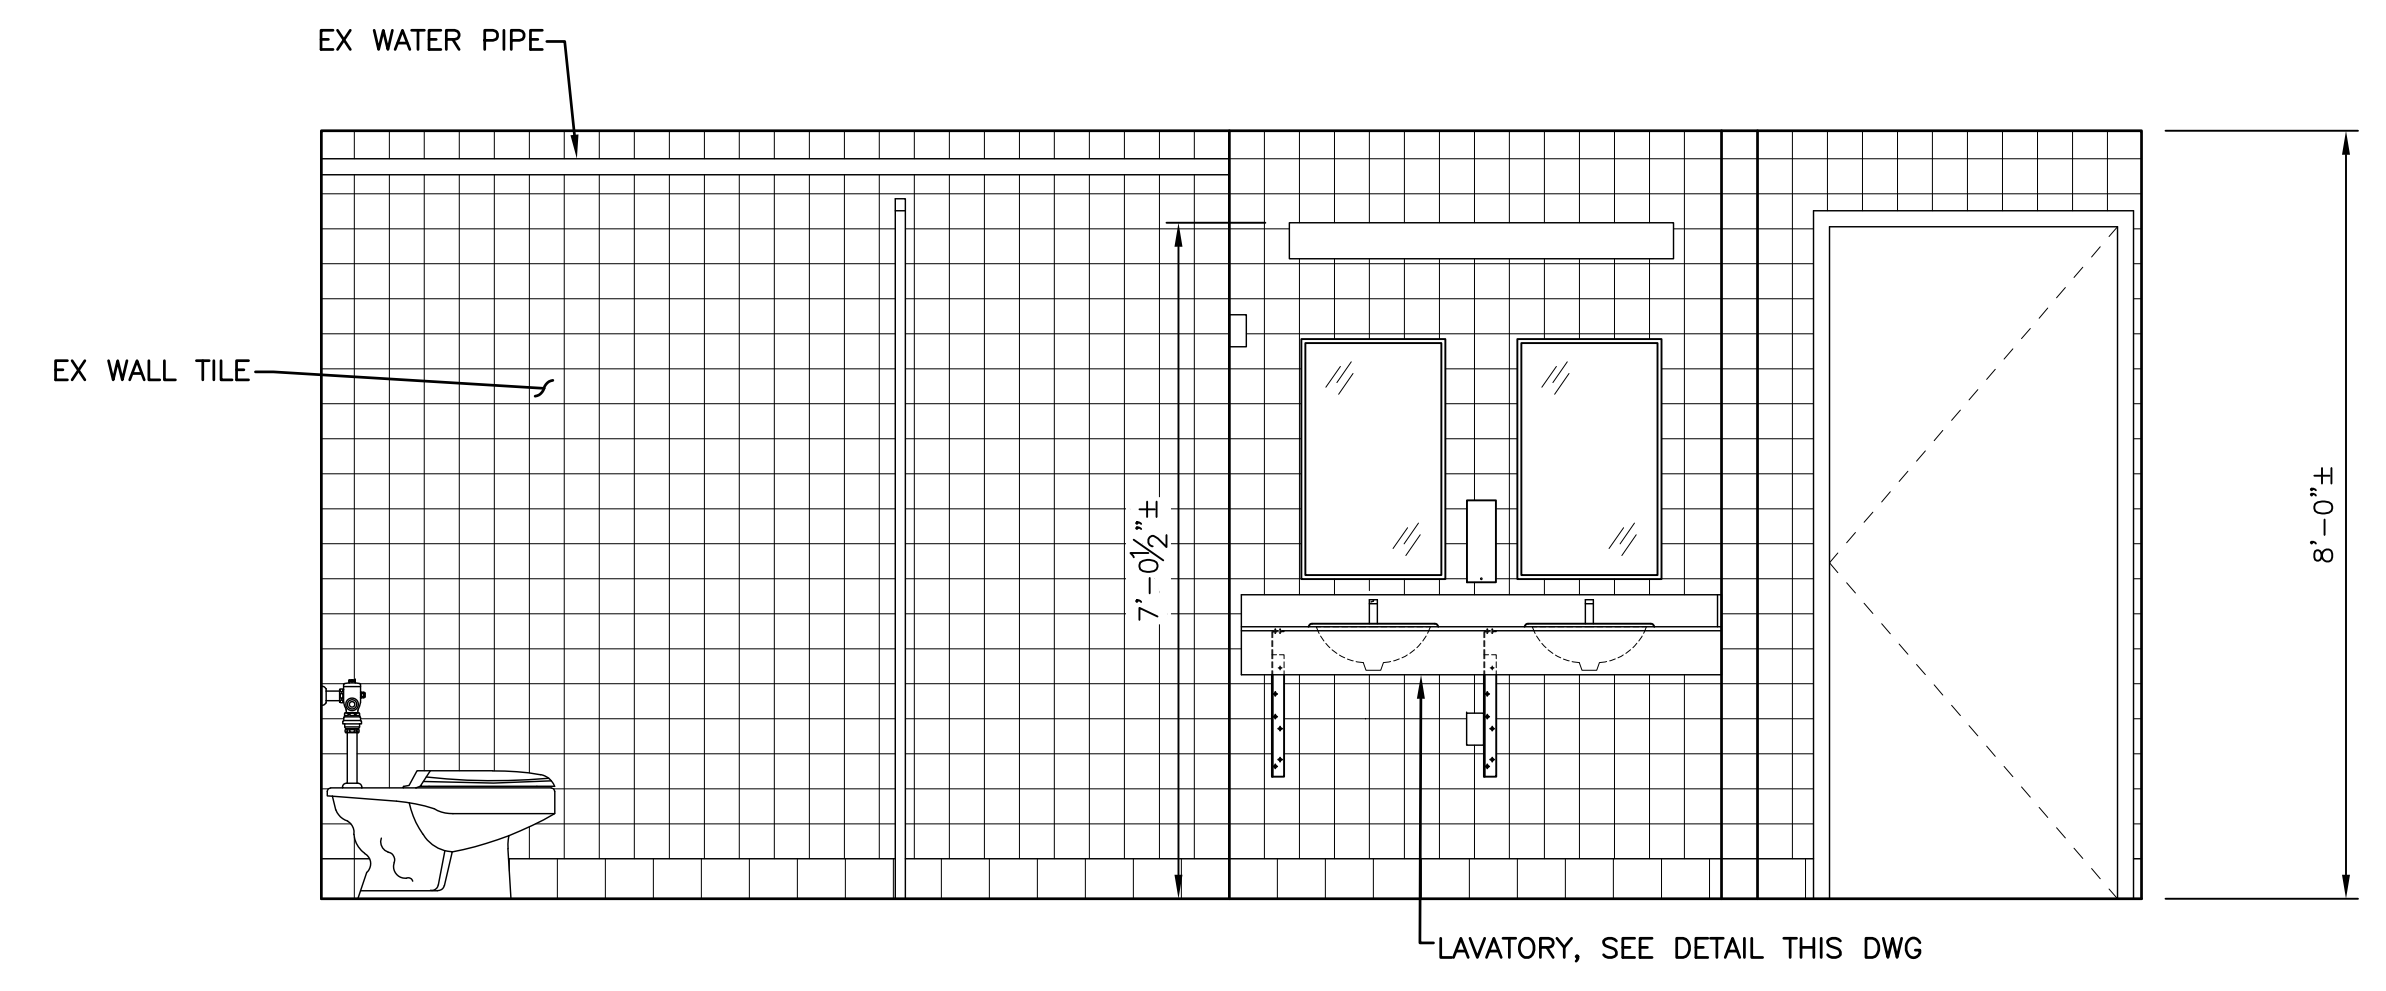 EX WATER PIPE
EX WALL TILE
7'-0½"±
8'-0"±
LAVATORY, SEE DETAIL THIS DWG